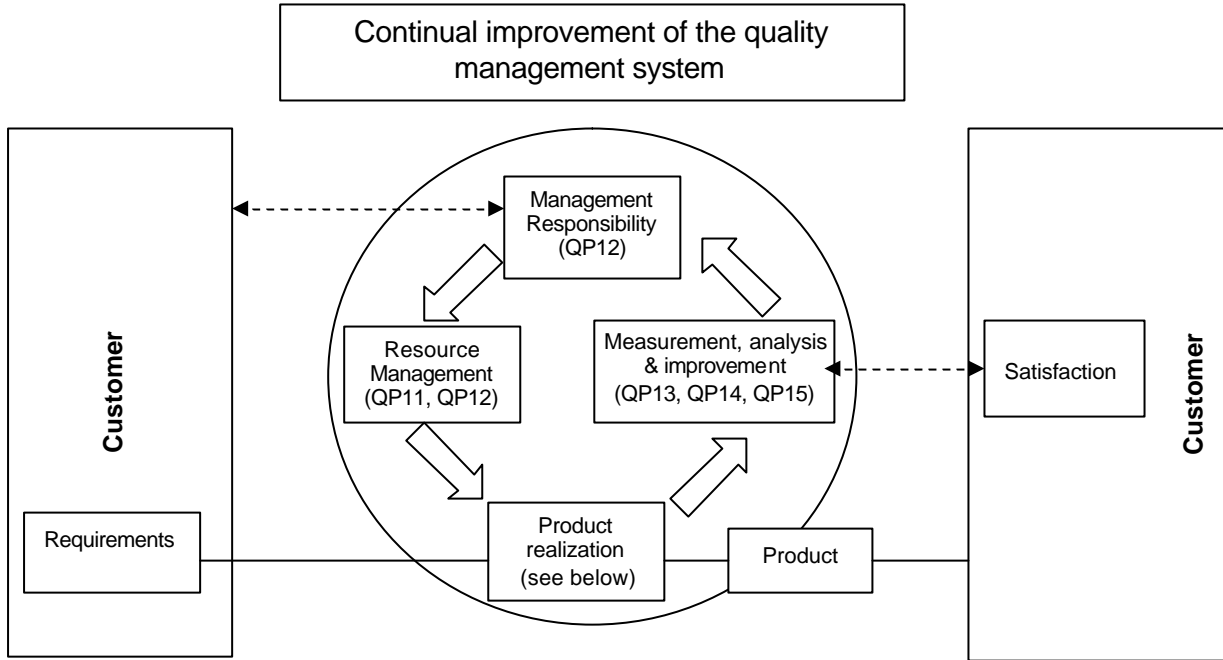 Continual improvement of the quality
management system
Management
Responsibility
(QP12)
Customer
Resource
Management
(QP11, QP12)
Measurement, analysis
& improvement
(QP13, QP14, QP15)
Satisfaction
Customer
Requirements
Product
realization
(see below)
Product